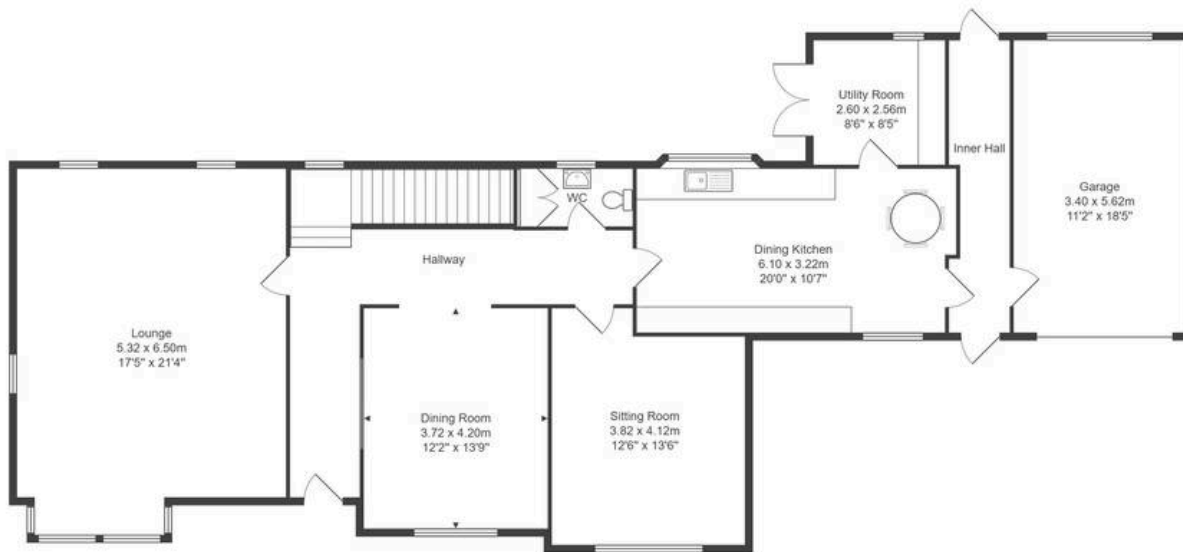 Utility Room
2.60 x 2.56m
8'6" x 8'5"
Inner Hall
Garage
3.40 x 5.62m
11'2" x 18'5"
WC
Hallway
Dining Kitchen
6.10 x 3.22m
20'0" x 10'7"
Lounge
5.32 x 6.50m
17'5" x 21'4"
Dining Room
3.72 x 4.20m
12'2" x 13'9"
Sitting Room
3.82 x 4.12m
12'6" x 13'6"